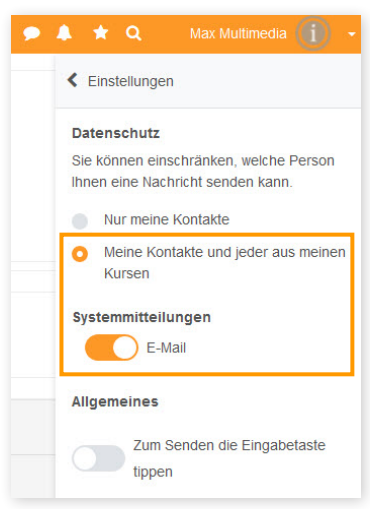 Max Multimedia
Einstellungen
Datenschutz
Sie können einschränken, welche Person
Ihnen eine Nachricht senden kann.
Nur meine Kontakte
Meine Kontakte und jeder aus meinen
Kursen
Systemmitteilungen
E-Mail
Allgemeines
Zum Senden die Eingabetaste
tippen